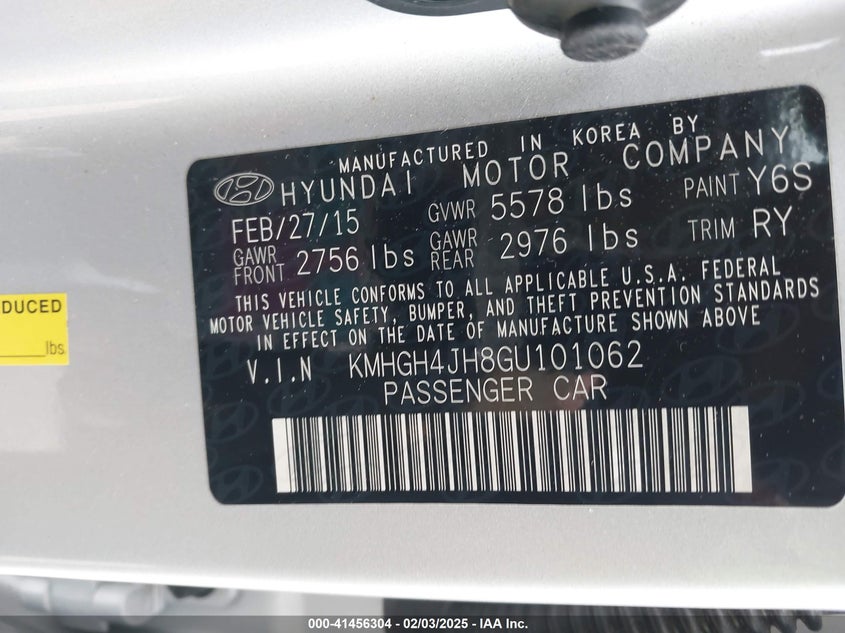 MANUFACTURED IN KOREA BY
HYUNDAI MOTOR COMPANY
FEB/27/15 GVWR 5578 lbs PAINT Y6S
GAWR FRONT 2756 lbs GAWR REAR 2976 lbs TRIM RY
THIS VEHICLE CONFORMS TO ALL APPLICABLE U.S.A. FEDERAL
MOTOR VEHICLE SAFETY, BUMPER, AND THEFT PREVENTION STANDARDS
IN EFFECT ON THE DATE OF MANUFACTURE SHOWN ABOVE
V.I.N KMHGH4JH8GU101062
PASSENGER CAR
DUCED
lbs
000-41456304 - 02/03/2025 - IAA Inc.